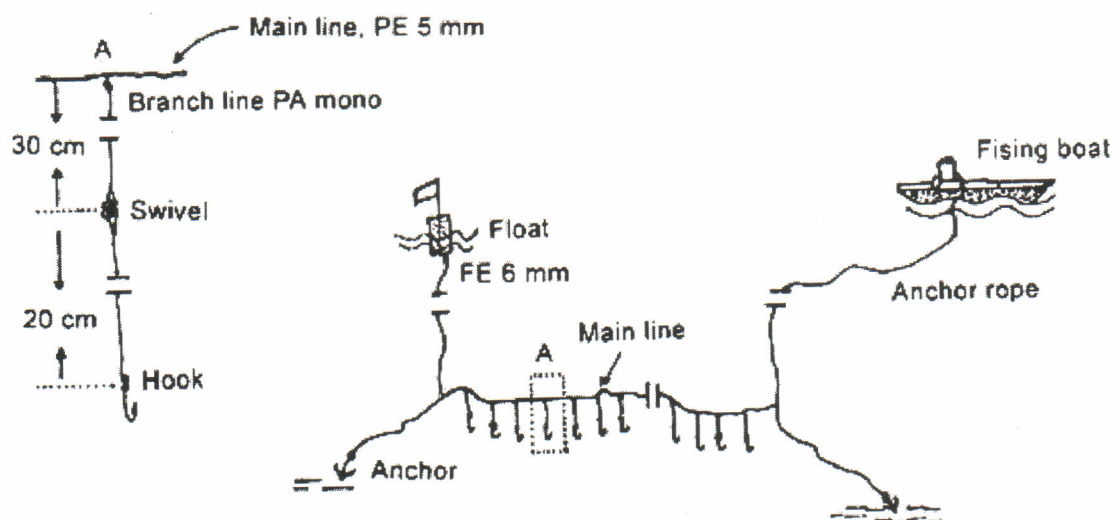 Main line, PE 5 mm
A
Branch line PA mono
30 cm
Swivel
20 cm
Hook
Fising boat
Float
FE 6 mm
Anchor rope
Main line
A
Anchor